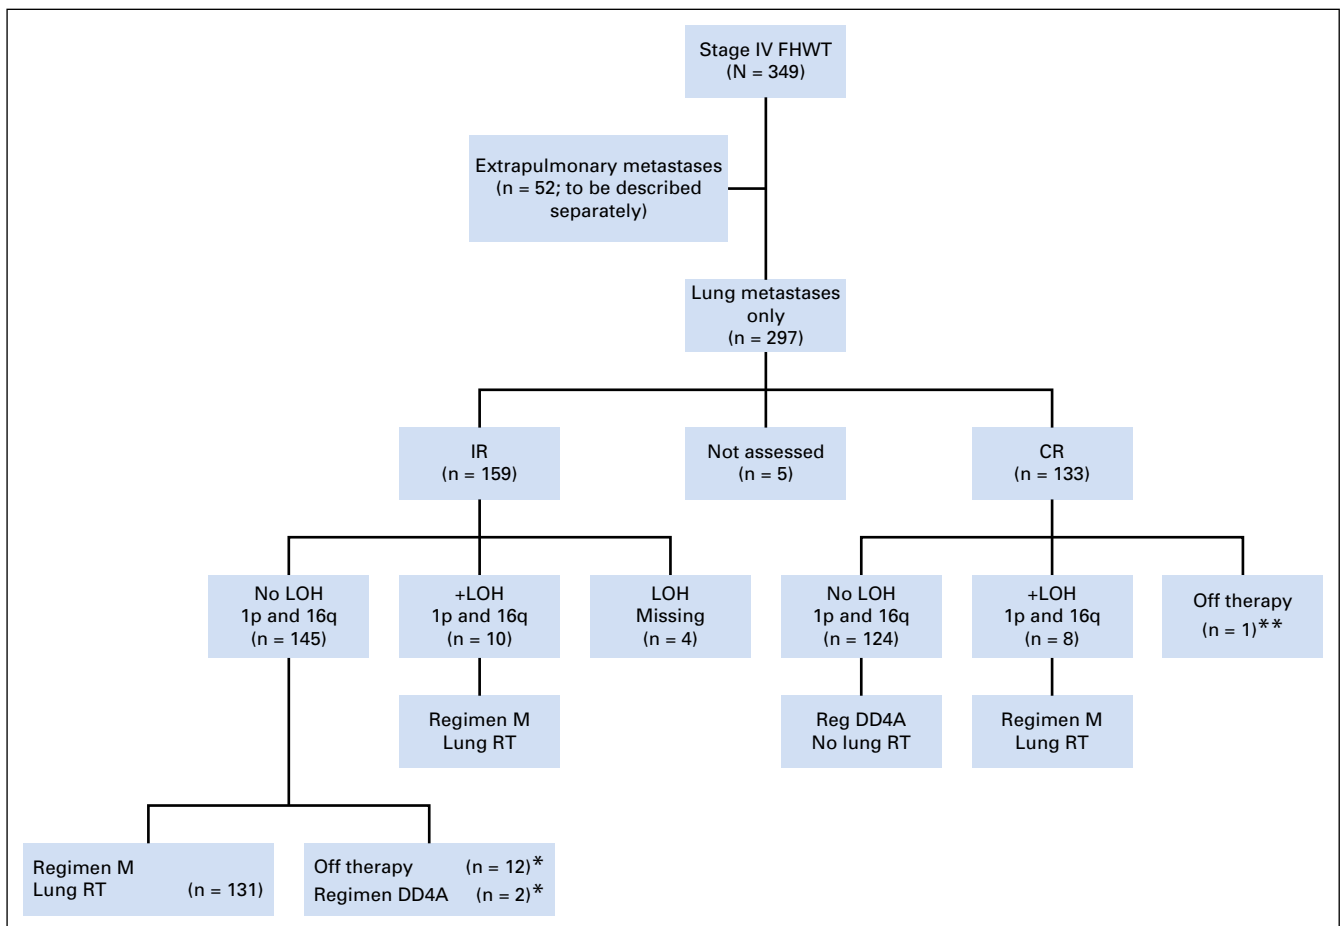 Stage IV FHWT
(N = 349)
Extrapulmonary metastases
(n = 52; to be described
separately)
Lung metastases
only
(n = 297)
IR
(n = 159)
Not assessed
(n = 5)
CR
(n = 133)
No LOH
1p and 16q
(n = 145)
+LOH
1p and 16q
(n = 10)
LOH
Missing
(n = 4)
No LOH
1p and 16q
(n = 124)
+LOH
1p and 16q
(n = 8)
Off therapy
(n = 1)**
Regimen M
Lung RT
Reg DD4A
No lung RT
Regimen M
Lung RT
Regimen M
Lung RT (n = 131)
Off therapy (n = 12)*
Regimen DD4A (n = 2)*